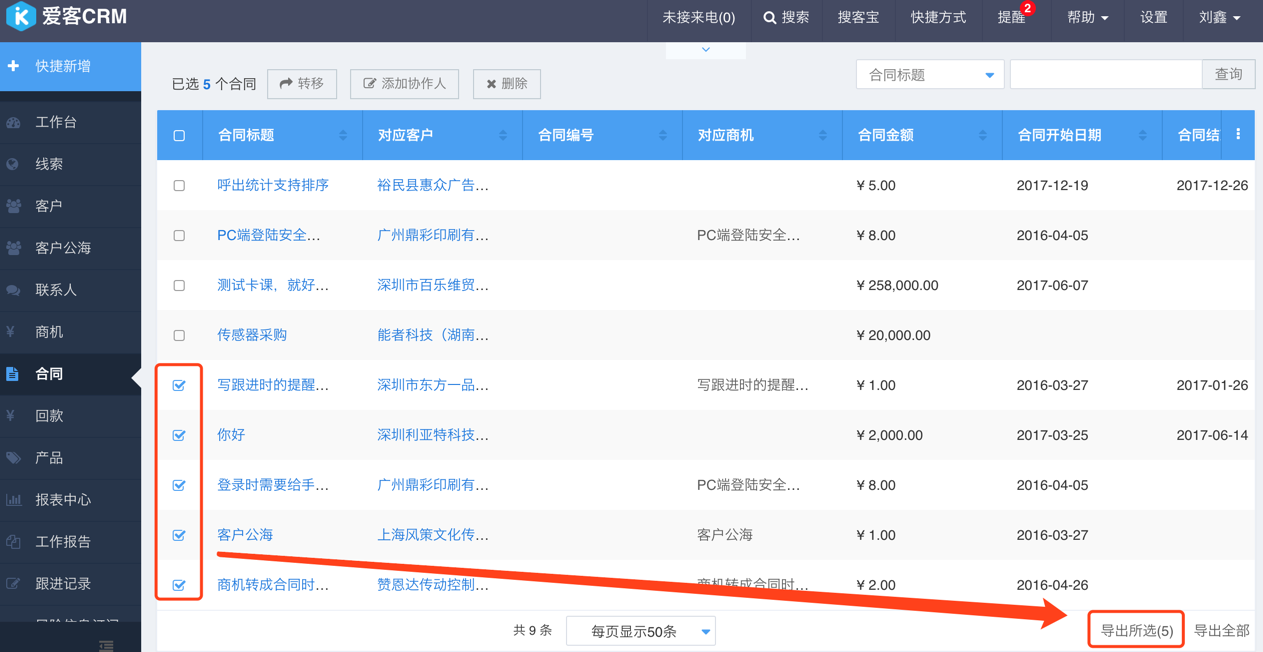 爱客CRM
未接来电(0)
搜索
搜客宝
快捷方式
提醒
2
帮助
设置
刘鑫
快捷新增
工作台
线索
客户
客户公海
联系人
商机
合同
回款
产品
报表中心
工作报告
跟进记录
已选 5 个合同
转移
添加协作人
删除
合同标题
查询
合同标题 对应客户 合同编号 对应商机 合同金额 合同开始日期 合同结
呼出统计支持排序 裕民县惠众广告... ¥ 5.00 2017-12-19 2017-12-26
PC端登陆安全... 广州鼎彩印刷有... PC端登陆安全... ¥ 8.00 2016-04-05
测试卡课，就好... 深圳市百乐维贸... ¥ 258,000.00 2017-06-07
传感器采购 能者科技（湖南... ¥ 20,000.00
写跟进时的提醒... 深圳市东方一品... 写跟进时的提醒... ¥ 1.00 2016-03-27 2017-01-26
你好 深圳利亚特科技... ¥ 2,000.00 2017-03-25 2017-06-14
登录时需要给手... 广州鼎彩印刷有... PC端登陆安全... ¥ 8.00 2016-04-05
客户公海 上海风策文化传... 客户公海 ¥ 1.00 2016-03-27
商机转成合同时... 赞恩达传动控制... 商机转成合同时... ¥ 2.00 2016-04-26
共 9 条
每页显示50条
导出所选(5)
导出全部